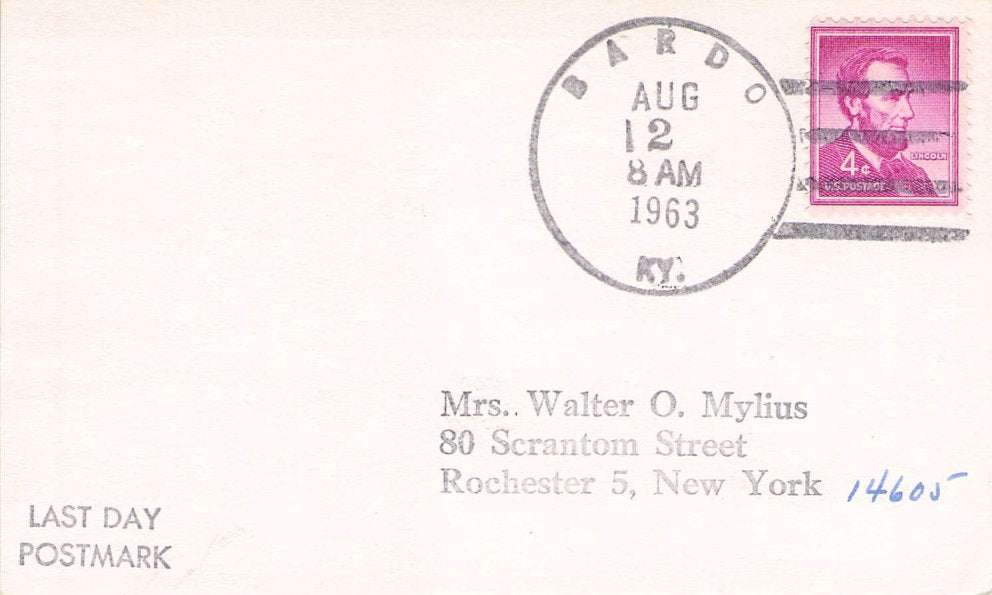 BARDO
AUG
12
8 AM
1963
KY.
LINCOLN
4¢
U.S. POSTAGE
Mrs. Walter O. Mylius
80 Scrantom Street
Rochester 5, New York 14605
LAST DAY
POSTMARK